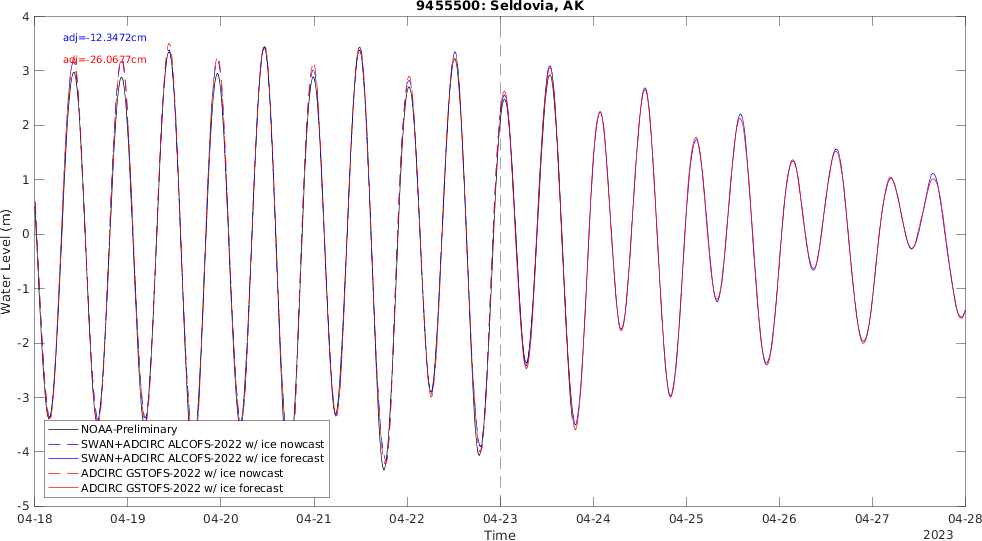 9455500: Seldovia, AK
adj=-12.3472cm
adj=-26.0677cm
4
3
2
1
0
-1
-2
-3
-4
-5
Water Level (m)
NOAA-Preliminary
SWAN+ADCIRC ALCOFS-2022 w/ ice nowcast
SWAN+ADCIRC ALCOFS-2022 w/ ice forecast
ADCIRC GSTOFS-2022 w/ ice nowcast
ADCIRC GSTOFS-2022 w/ ice forecast
04-18 04-19 04-20 04-21 04-22 04-23 04-24 04-25 04-26 04-27 04-28
Time
2023